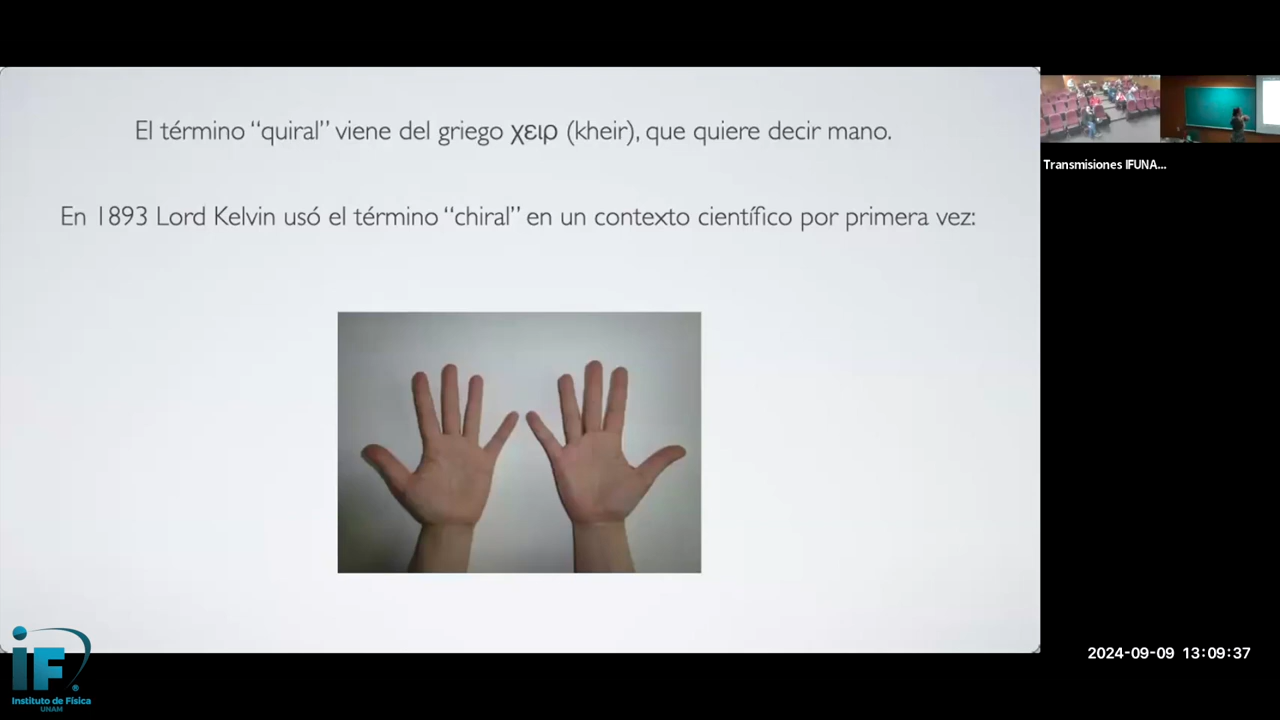 El término “quiral” viene del griego χειρ (kheir), que quiere decir mano.
En 1893 Lord Kelvin usó el término “chiral” en un contexto científico por primera vez:
Transmisiones IFUNA...
2024-09-09 13:09:37
iF®
Instituto de Física
UNAM